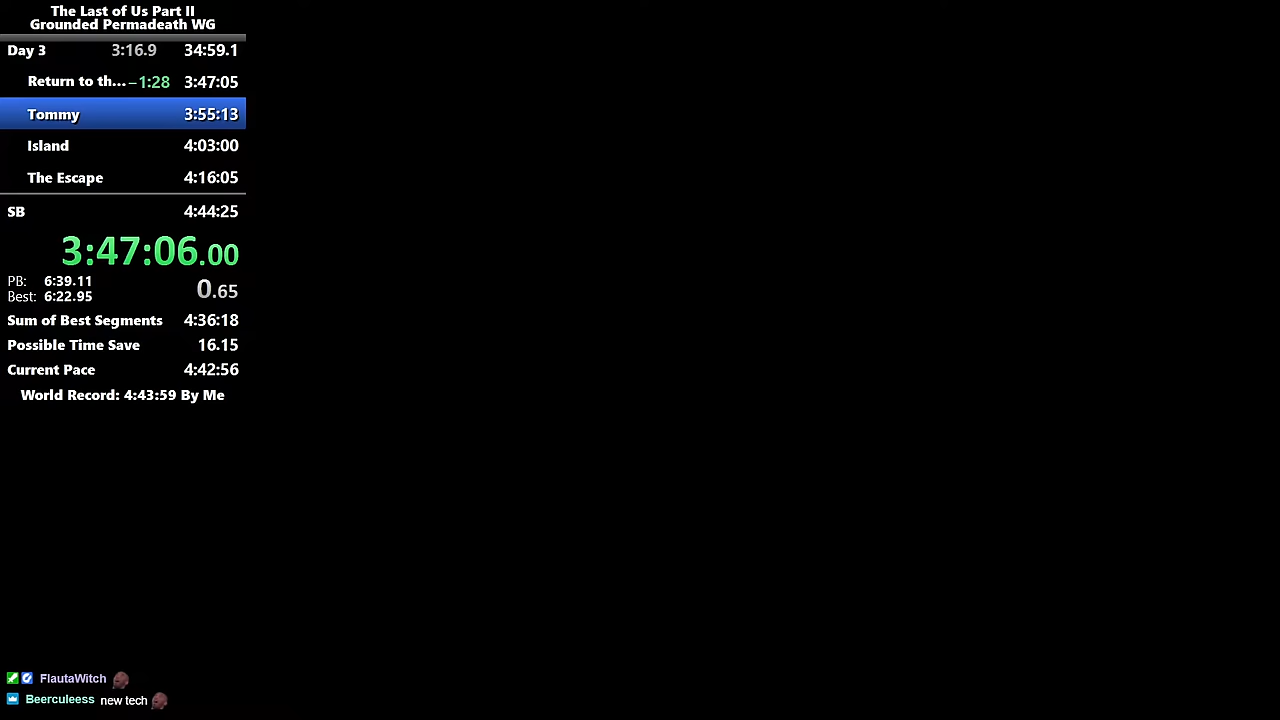 The Last of Us Part II
Grounded Permadeath WG
Day 3 3:16.9 34:59.1
Return to th... −1:28 3:47:05
Tommy 3:55:13
Island 4:03:00
The Escape 4:16:05
SB 4:44:25
3:47:06.00
PB: 6:39.11
Best: 6:22.95
0.65
Sum of Best Segments 4:36:18
Possible Time Save 16.15
Current Pace 4:42:56
World Record: 4:43:59 By Me
FlautaWitch
Beerculeess new tech